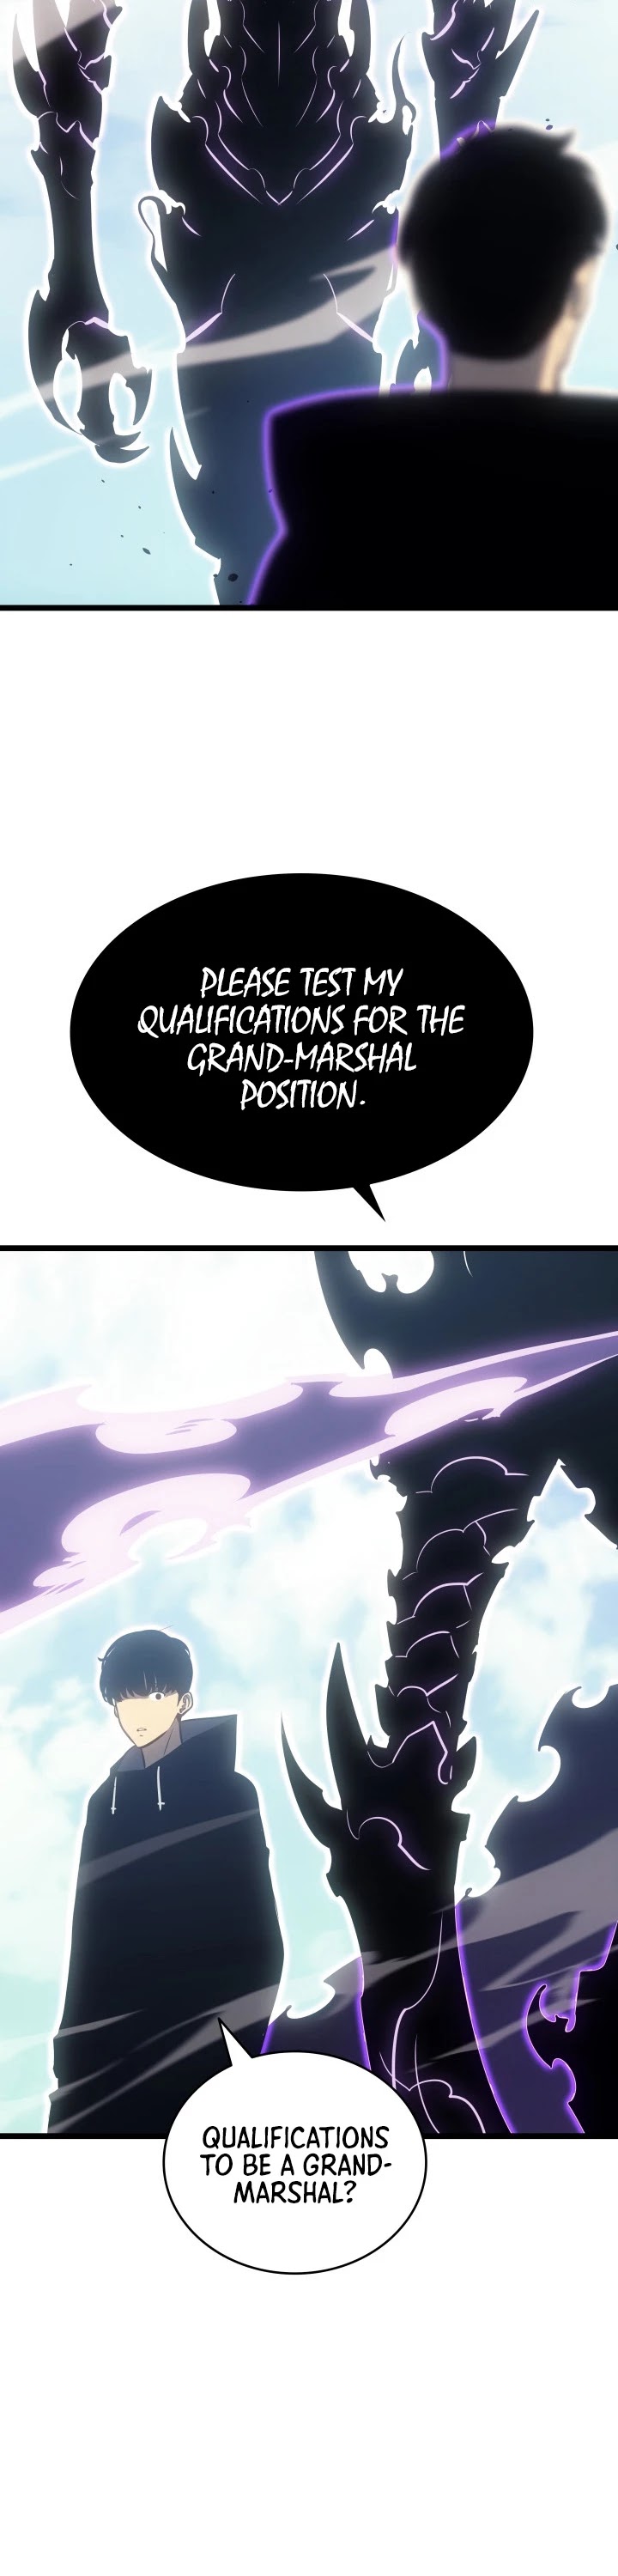 PLEASE TEST MY
QUALIFICATIONS FOR THE
GRAND-MARSHAL
POSITION.
QUALIFICATIONS
TO BE A GRAND-
MARSHAL?